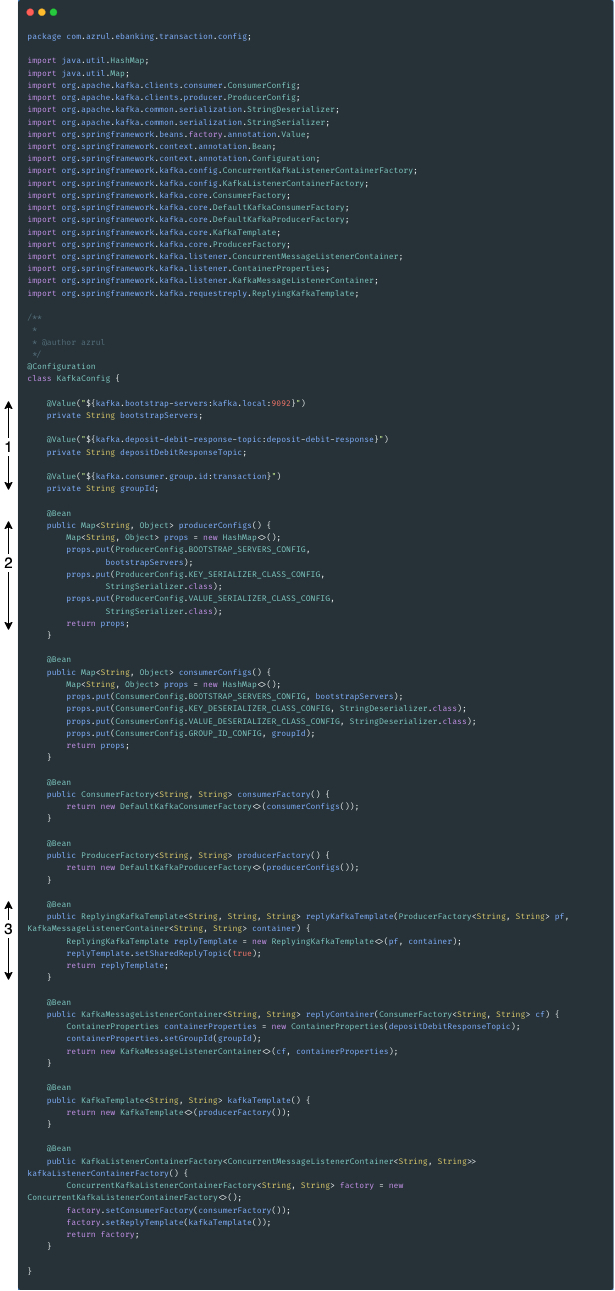 package com.azrul.ebanking.transaction.config;
import java.util.HashMap;
import java.util.Map;
import org.apache.kafka.clients.consumer.ConsumerConfig;
import org.apache.kafka.clients.producer.ProducerConfig;
import org.apache.kafka.common.serialization.StringDeserializer;
import org.apache.kafka.common.serialization.StringSerializer;
import org.springframework.beans.factory.annotation.Value;
import org.springframework.context.annotation.Bean;
import org.springframework.context.annotation.Configuration;
import org.springframework.kafka.config.ConcurrentKafkaListenerContainerFactory;
import org.springframework.kafka.config.KafkaListenerContainerFactory;
import org.springframework.kafka.core.ConsumerFactory;
import org.springframework.kafka.core.DefaultKafkaConsumerFactory;
import org.springframework.kafka.core.DefaultKafkaProducerFactory;
import org.springframework.kafka.core.KafkaTemplate;
import org.springframework.kafka.core.ProducerFactory;
import org.springframework.kafka.listener.ConcurrentMessageListenerContainer;
import org.springframework.kafka.listener.ContainerProperties;
import org.springframework.kafka.listener.KafkaMessageListenerContainer;
import org.springframework.kafka.requestreply.ReplyingKafkaTemplate;
/**
 *
 * @author azrul
 */
@Configuration
class KafkaConfig {
    @Value("${kafka.bootstrap-servers:kafka.local:9092}")
    private String bootstrapServers;
    @Value("${kafka.deposit-debit-response-topic:deposit-debit-response}")
1
    private String depositDebitResponseTopic;
    @Value("${kafka.consumer.group.id:transaction}")
    private String groupId;
    @Bean
    public Map<String, Object> producerConfigs() {
        Map<String, Object> props = new HashMap<>();
        props.put(ProducerConfig.BOOTSTRAP_SERVERS_CONFIG,
2
                bootstrapServers);
        props.put(ProducerConfig.KEY_SERIALIZER_CLASS_CONFIG,
                StringSerializer.class);
        props.put(ProducerConfig.VALUE_SERIALIZER_CLASS_CONFIG,
                StringSerializer.class);
        return props;
    }
    @Bean
    public Map<String, Object> consumerConfigs() {
        Map<String, Object> props = new HashMap<>();
        props.put(ConsumerConfig.BOOTSTRAP_SERVERS_CONFIG, bootstrapServers);
        props.put(ConsumerConfig.KEY_DESERIALIZER_CLASS_CONFIG, StringDeserializer.class);
        props.put(ConsumerConfig.VALUE_DESERIALIZER_CLASS_CONFIG, StringDeserializer.class);
        props.put(ConsumerConfig.GROUP_ID_CONFIG, groupId);
        return props;
    }
    @Bean
    public ConsumerFactory<String, String> consumerFactory() {
        return new DefaultKafkaConsumerFactory<>(consumerConfigs());
    }
    @Bean
    public ProducerFactory<String, String> producerFactory() {
        return new DefaultKafkaProducerFactory<>(producerConfigs());
    }
    @Bean
    public ReplyingKafkaTemplate<String, String, String> replyKafkaTemplate(ProducerFactory<String, String> pf,
3
KafkaMessageListenerContainer<String, String> container) {
        ReplyingKafkaTemplate replyTemplate = new ReplyingKafkaTemplate<>(pf, container);
        replyTemplate.setSharedReplyTopic(true);
        return replyTemplate;
    }
    @Bean
    public KafkaMessageListenerContainer<String, String> replyContainer(ConsumerFactory<String, String> cf) {
        ContainerProperties containerProperties = new ContainerProperties(depositDebitResponseTopic);
        containerProperties.setGroupId(groupId);
        return new KafkaMessageListenerContainer<>(cf, containerProperties);
    }
    @Bean
    public KafkaTemplate<String, String> kafkaTemplate() {
        return new KafkaTemplate<>(producerFactory());
    }
    @Bean
    public KafkaListenerContainerFactory<ConcurrentMessageListenerContainer<String, String>>
kafkaListenerContainerFactory() {
        ConcurrentKafkaListenerContainerFactory<String, String> factory = new
ConcurrentKafkaListenerContainerFactory<>();
        factory.setConsumerFactory(consumerFactory());
        factory.setReplyTemplate(kafkaTemplate());
        return factory;
    }
}